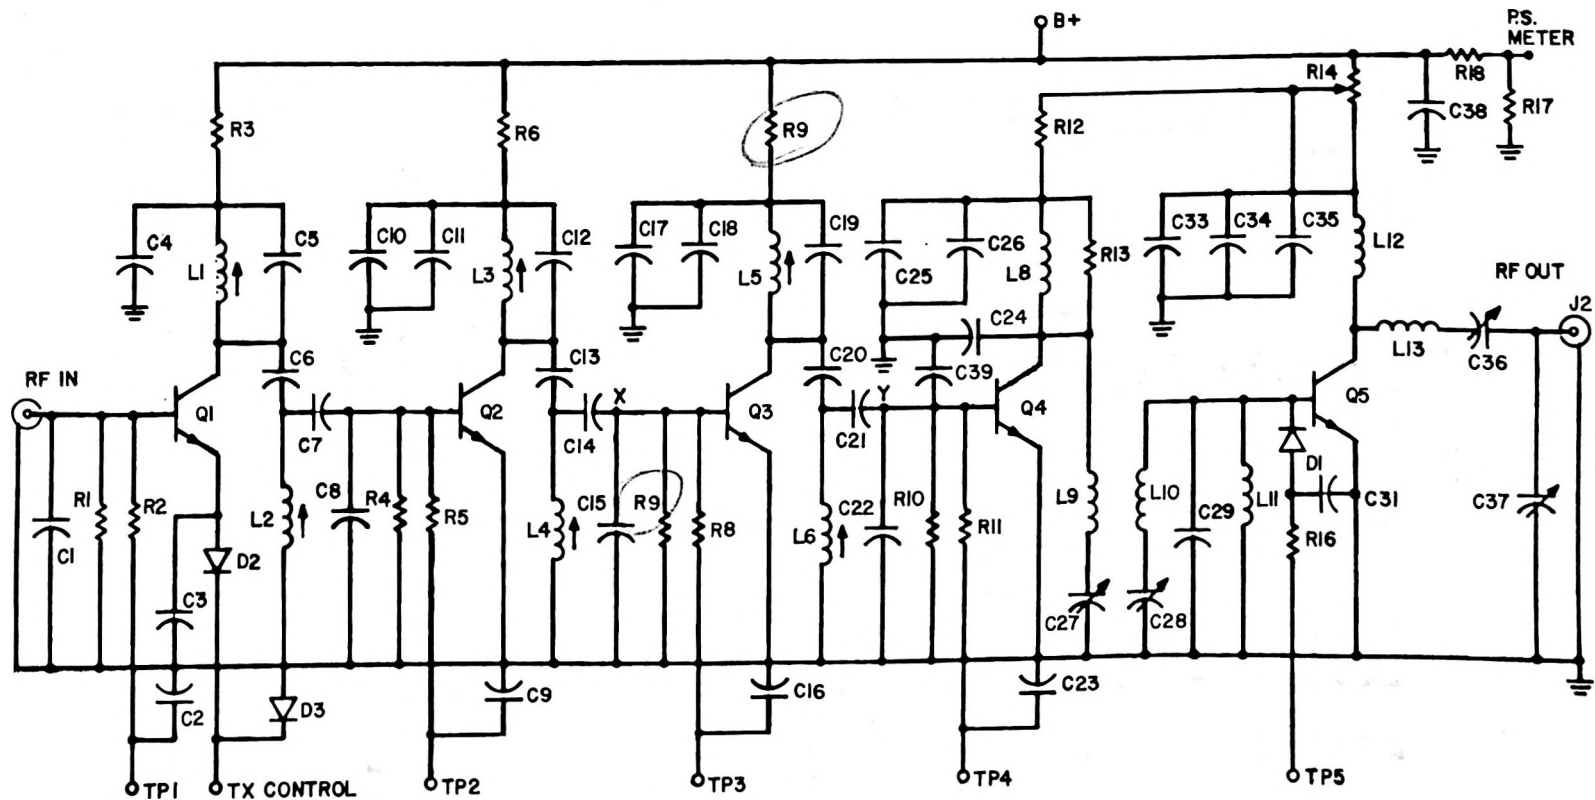 B+
P.S.
METER
R14
R18
R3
R6
R9
R12
C38
R17
C4
L1
C5
C10
C11
L3
C12
C17
C18
L5
C19
C25
C26
L8
R13
C33
C34
C35
L12
RF OUT
J2
C6
C13
C20
C24
C39
L13
C36
RF IN
Q1
C7
Q2
C14
X
Q3
C21
Y
Q4
Q5
D1
C1
R1
R2
L2
C8
R4
R5
L4
C15
R9
R8
L6
C22
R10
R11
L9
L10
C29
L11
C31
R16
C37
D2
C3
C27
C28
C2
D3
C9
C16
C23
TP1
TX CONTROL
TP2
TP3
TP4
TP5